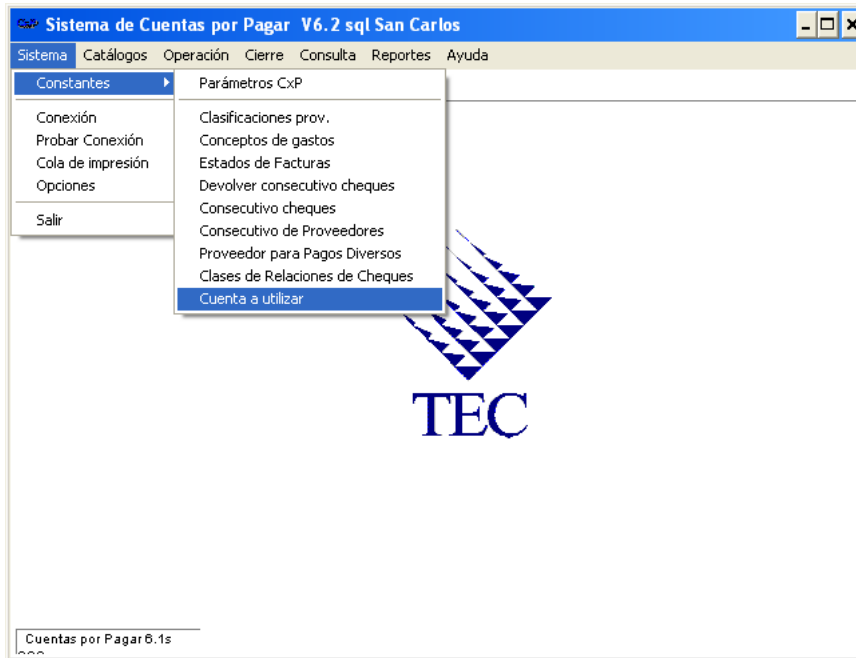 CxP Sistema de Cuentas por Pagar V6.2 sql San Carlos
Sistema Catálogos Operación Cierre Consulta Reportes Ayuda
Constantes
Conexión
Probar Conexión
Cola de impresión
Opciones
Salir
Parámetros CxP
Clasificaciones prov.
Conceptos de gastos
Estados de Facturas
Devolver consecutivo cheques
Consecutivo cheques
Consecutivo de Proveedores
Proveedor para Pagos Diversos
Clases de Relaciones de Cheques
Cuenta a utilizar
TEC
Cuentas por Pagar 6.1s